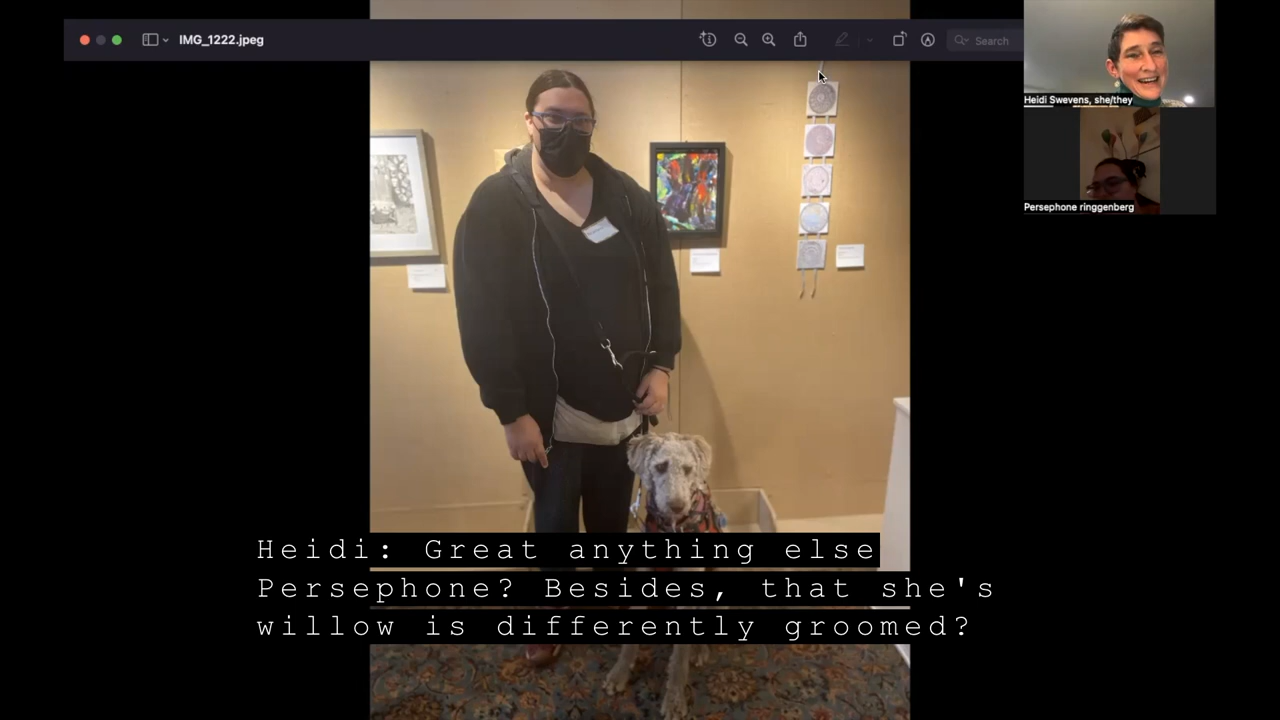 IMG_1222.jpeg
Search
Heidi Swevens, she/they
Persephone ringgenberg
Heidi: Great anything else
Persephone? Besides, that she's
willow is differently groomed?